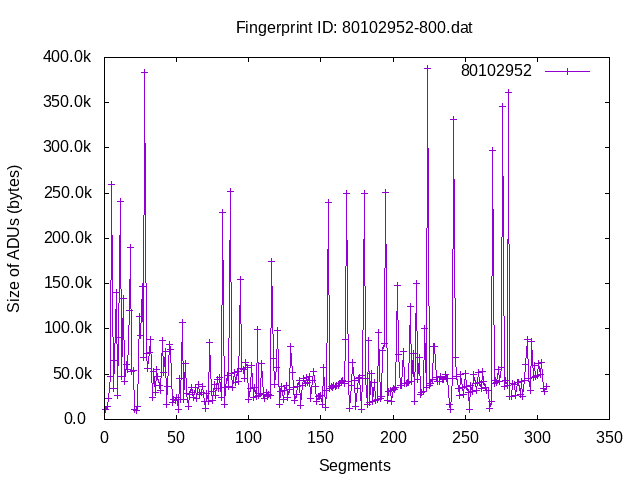 Fingerprint ID: 80102952-800.dat
80102952
Size of ADUs (bytes)
400.0k
350.0k
300.0k
250.0k
200.0k
150.0k
100.0k
50.0k
0.0
0 50 100 150 200 250 300 350
Segments